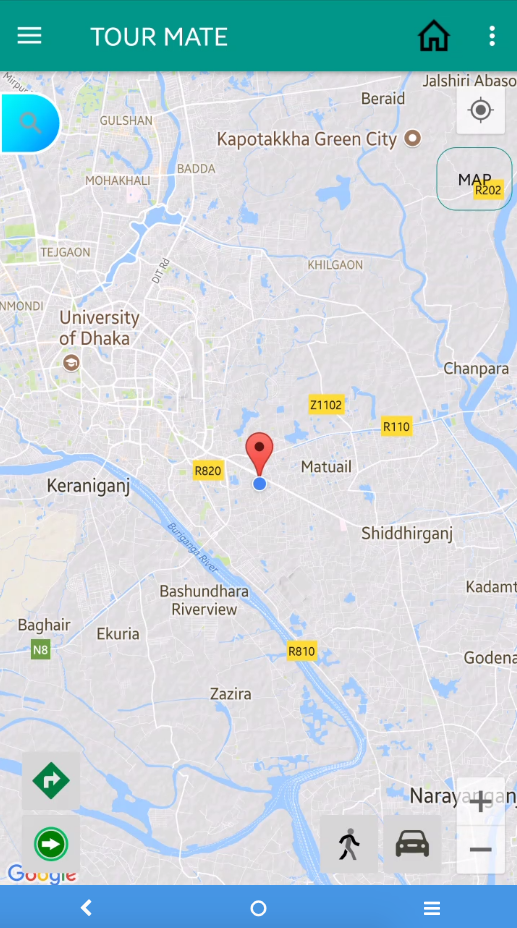 TOUR MATE
Mirpur
Jalshiri Abaso
Beraid
GULSHAN
Kapotakkha Green City
BADDA
MOHAKHALI
MAP
R202
TEJGAON
DIT Rd
KHILGAON
NMONDI
University
of Dhaka
Chanpara
Z1102
R110
R820
Matuail
Keraniganj
Buriganga River
Shiddhirganj
Bashundhara
Riverview
Kadamt
Baghair
Ekuria
N8
R810
Godena
Zazira
Narayanganj
Google